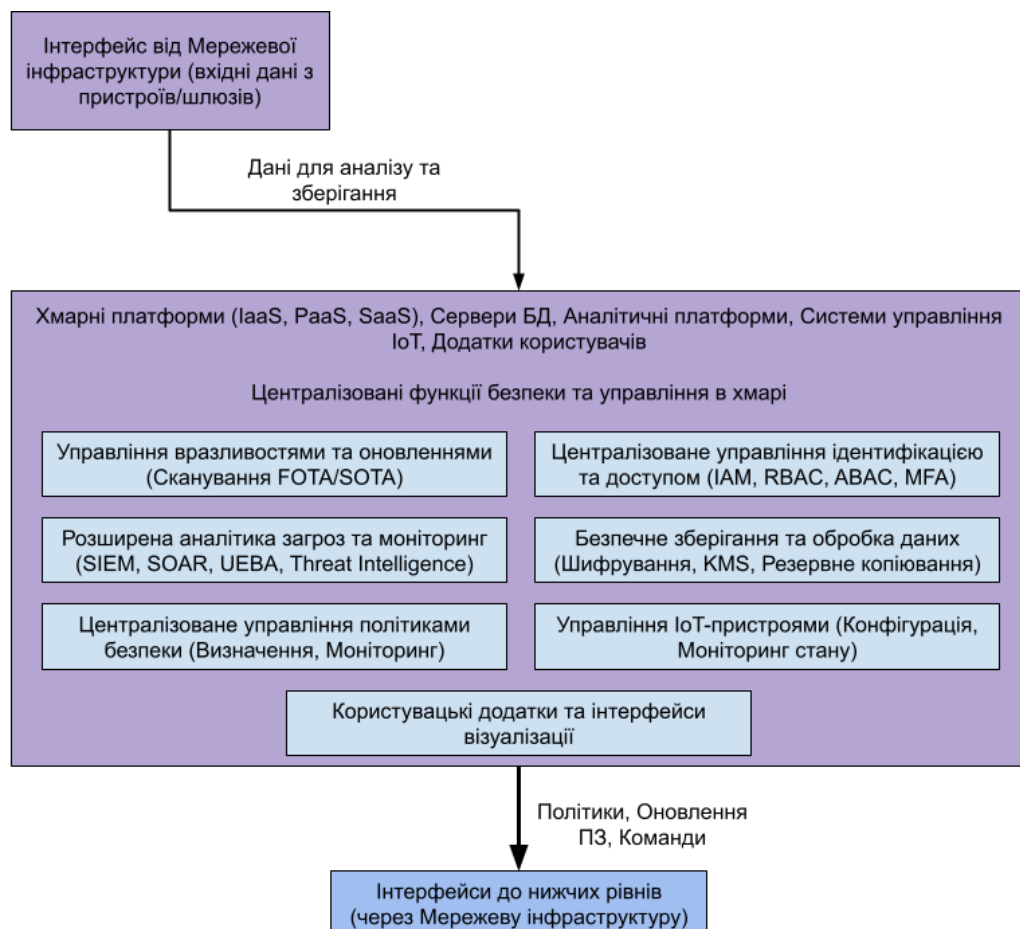 Інтерфейс від Мережевої
інфраструктури (вхідні дані з
пристроїв/шлюзів)
Дані для аналізу та
зберігання
Хмарні платформи (IaaS, PaaS, SaaS), Сервери БД, Аналітичні платформи, Системи управління
IoT, Додатки користувачів
Централізовані функції безпеки та управління в хмарі
Управління вразливостями та оновленнями
(Сканування FOTA/SOTA)
Централізоване управління ідентифікацією
та доступом (IAM, RBAC, ABAC, MFA)
Розширена аналітика загроз та моніторинг
(SIEM, SOAR, UEBA, Threat Intelligence)
Безпечне зберігання та обробка даних
(Шифрування, KMS, Резервне копіювання)
Централізоване управління політиками
безпеки (Визначення, Моніторинг)
Управління IoT-пристроями (Конфігурація,
Моніторинг стану)
Користувацькі додатки та інтерфейси
візуалізації
Політики, Оновлення
ПЗ, Команди
Інтерфейси до нижчих рівнів
(через Мережеву інфраструктуру)